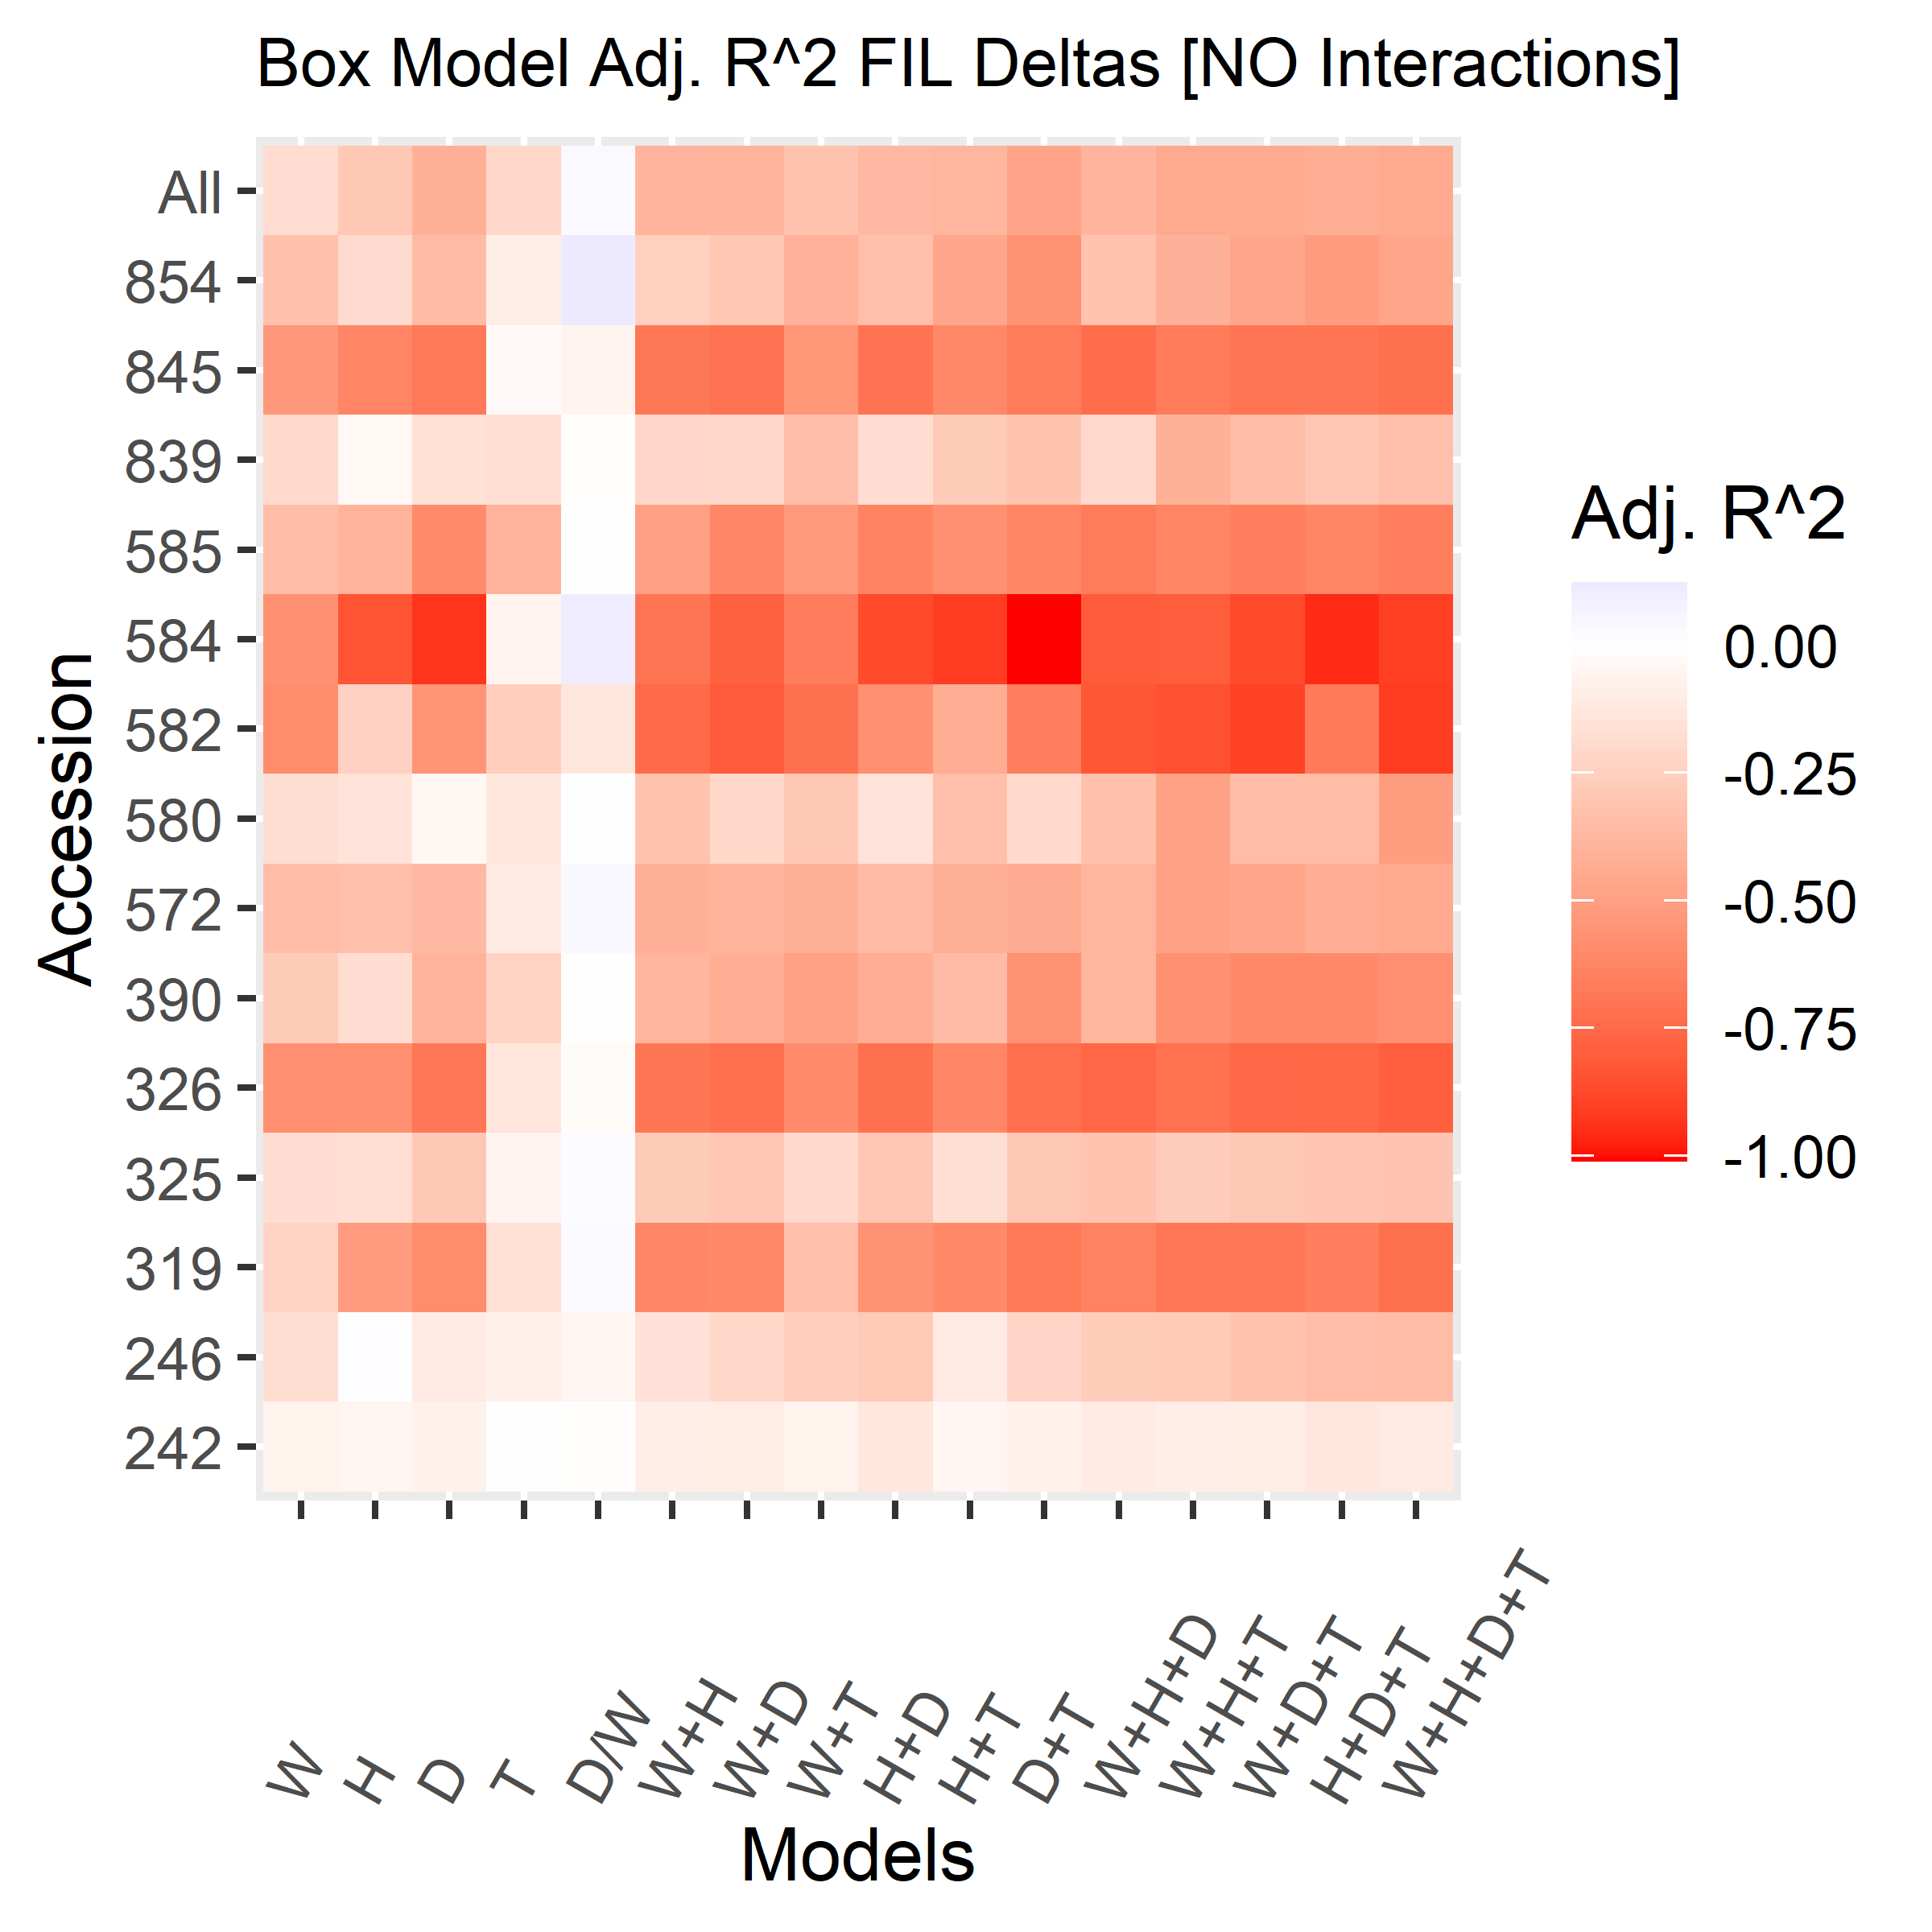 Box Model Adj. R^2 FIL Deltas [NO Interactions]
Accession
All
854
845
839
585
584
582
580
572
390
326
325
319
246
242
W
H
D
T
D/W
W+H
W+D
W+T
H+D
H+T
D+T
W+H+D
W+H+T
W+D+T
H+D+T
W+H+D+T
Models
Adj. R^2
0.00
-0.25
-0.50
-0.75
-1.00